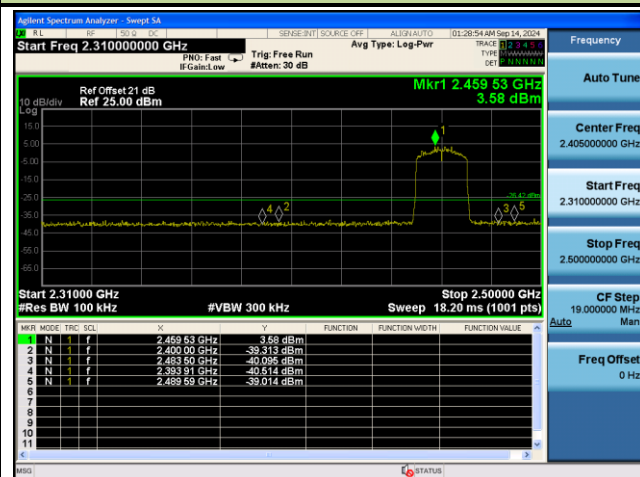 Agilent Spectrum Analyzer - Swept SA
RL RF 50 Ω DC SENSE:INT SOURCE OFF ALIGNAUTO 01:28:54 AM Sep 14, 2024
Start Freq 2.310000000 GHz
PNO: Fast
IFGain:Low
Trig: Free Run
#Atten: 30 dB
Avg Type: Log-Pwr
TRACE 1 2 3 4 5 6
TYPE
DET P N N N N N
Ref Offset 21 dB
Ref 25.00 dBm
10 dB/div
Log
Mkr1 2.459 53 GHz
3.58 dBm
15.0
5.00
-5.00
-15.0
-25.0
-35.0
-45.0
-55.0
-65.0
1
-26.42 dBm
4 2 3 5
Start 2.31000 GHz Stop 2.50000 GHz
#Res BW 100 kHz #VBW 300 kHz Sweep 18.20 ms (1001 pts)
MKR MODE TRC SCL X Y FUNCTION FUNCTION WIDTH FUNCTION VALUE
1 N 1 f 2.459 53 GHz 3.58 dBm
2 N 1 f 2.400 00 GHz -39.313 dBm
3 N 1 f 2.483 50 GHz -40.095 dBm
4 N 1 f 2.393 91 GHz -40.514 dBm
5 N 1 f 2.489 59 GHz -39.014 dBm
6
7
8
9
10
11
MSG STATUS
Frequency
Auto Tune
Center Freq
2.405000000 GHz
Start Freq
2.310000000 GHz
Stop Freq
2.500000000 GHz
CF Step
19.000000 MHz
Auto Man
Freq Offset
0 Hz